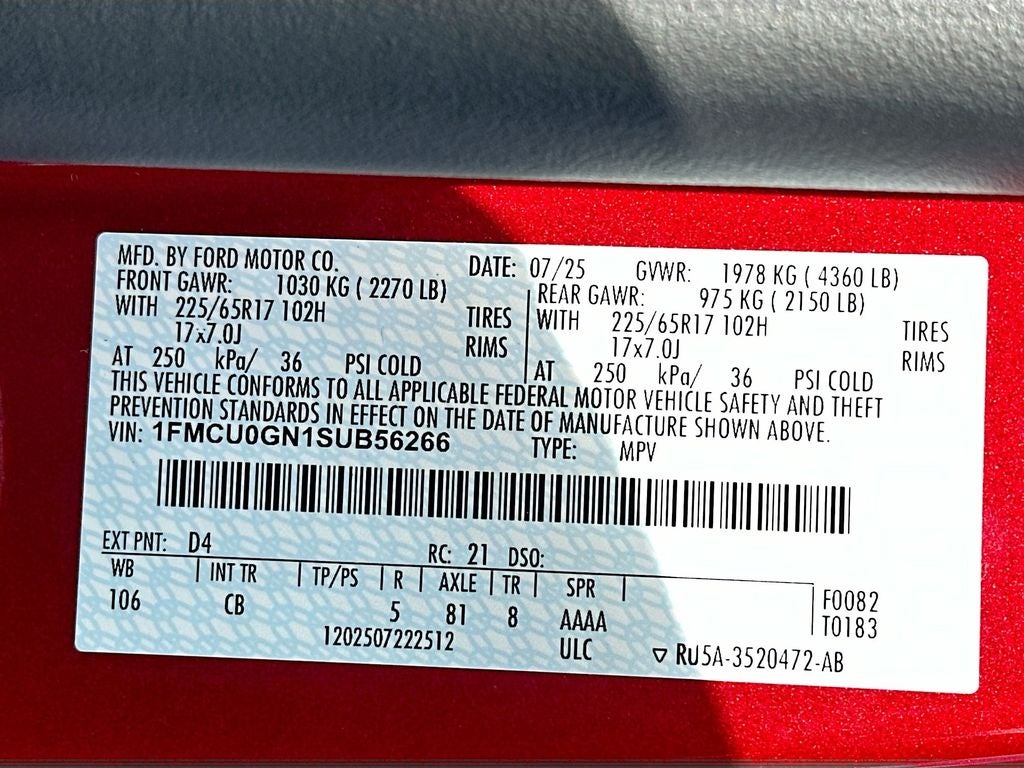 MFD. BY FORD MOTOR CO. DATE: 07/25 GVWR: 1978 KG ( 4360 LB)
FRONT GAWR: 1030 KG ( 2270 LB) REAR GAWR: 975 KG ( 2150 LB)
WITH 225/65R17 102H TIRES WITH 225/65R17 102H TIRES
17x7.0J RIMS 17x7.0J RIMS
AT 250 kPa/ 36 PSI COLD AT 250 kPa/ 36 PSI COLD
THIS VEHICLE CONFORMS TO ALL APPLICABLE FEDERAL MOTOR VEHICLE SAFETY AND THEFT
PREVENTION STANDARDS IN EFFECT ON THE DATE OF MANUFACTURE SHOWN ABOVE.
VIN: 1FMCU0GN1SUB56266 TYPE: MPV
EXT PNT: D4 RC: 21 DSO:
WB INT TR TP/PS R AXLE TR SPR F0082
106 CB 5 81 8 AAAA T0183
1202507222512 ULC ▽ RU5A-3520472-AB